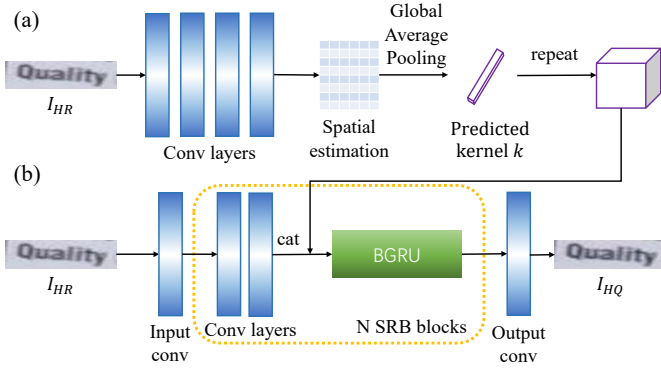 (a)
Quality
I_HR
Conv layers
Spatial
estimation
Global
Average
Pooling
Predicted
kernel k
repeat
(b)
Quality
I_HR
Input
conv
Conv layers
cat
BGRU
N SRB blocks
Output
conv
Quality
I_HQ